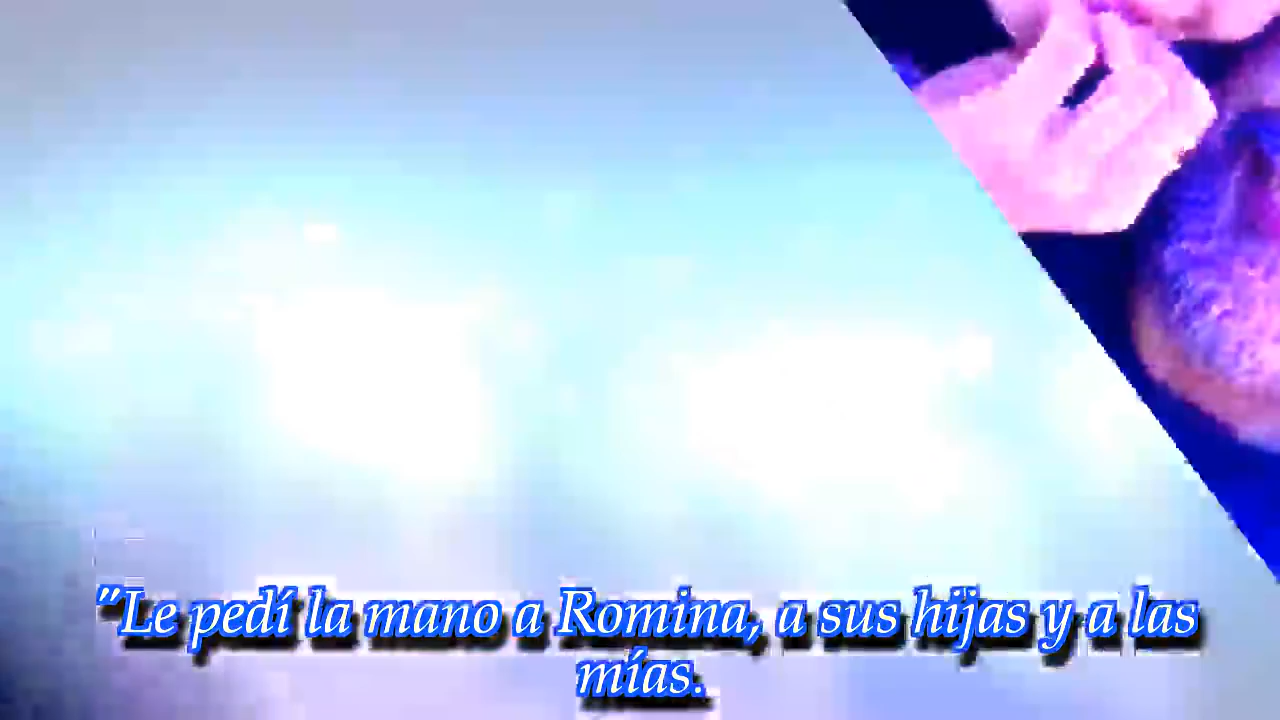 "Le pedí la mano a Romina, a sus hijas y a las
mías.